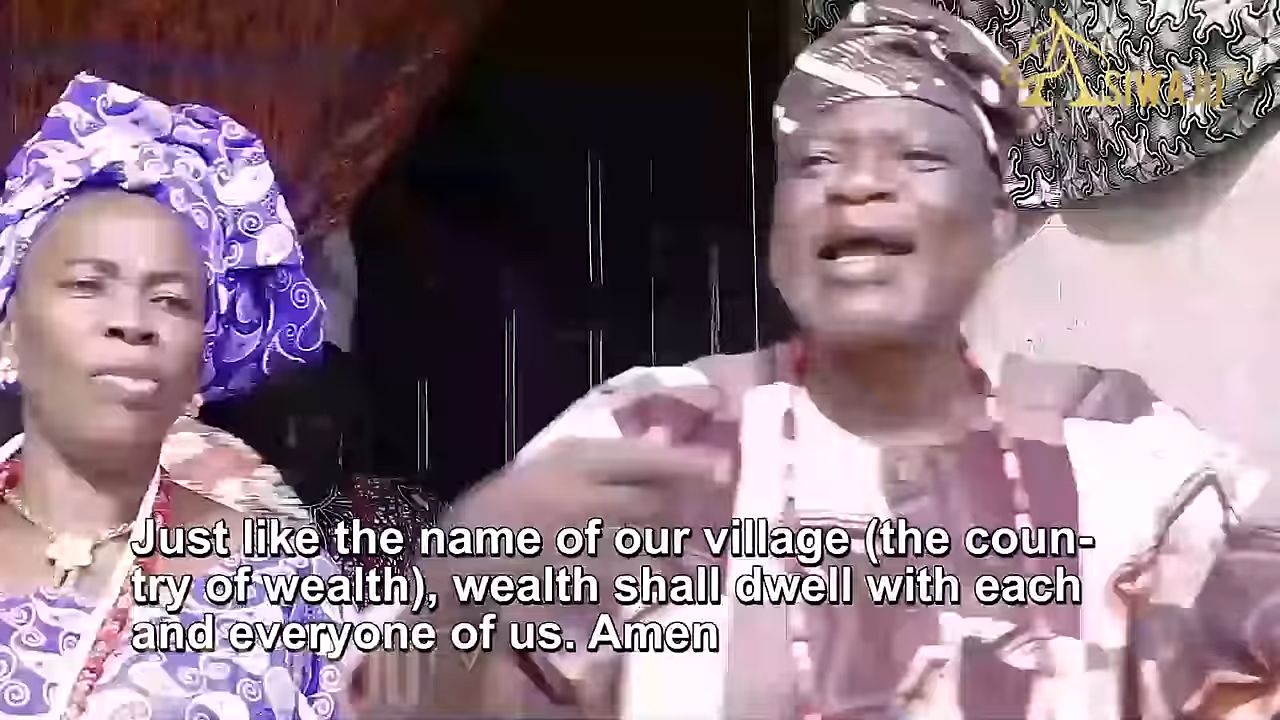 ASIWAJU
Just like the name of our village (the coun-
try of wealth), wealth shall dwell with each
and everyone of us. Amen